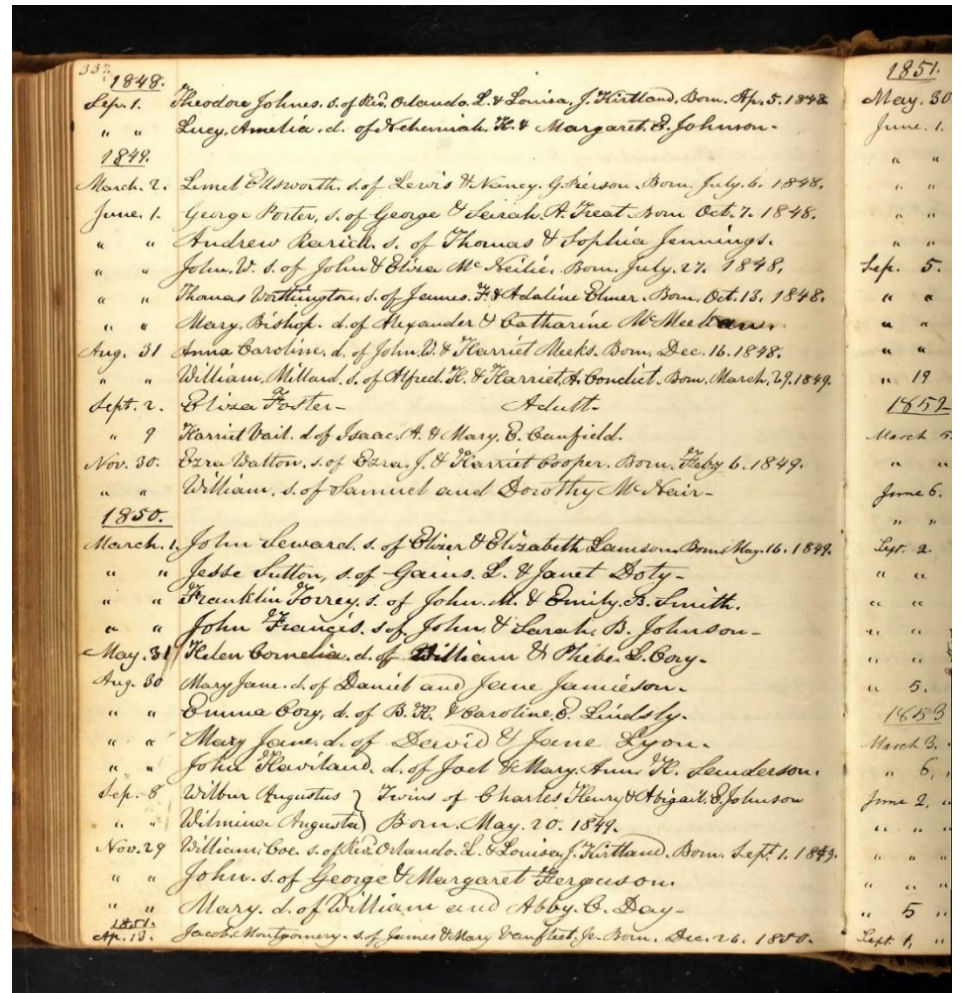 337.
1848.
Sep. 1. Theodore Johnes. s. of Rev. Orlando. L. & Louisa, J. Kirtland. Born. Ap. 5. 1848.
" " Lucy, Amelia. d. of Nehemiah. H. & Margaret. E. Johnson-
1849.
March. 2. Lemel Ellsworth. s. of Lewis & Nancy. G. Pierson. Born. July. 6. 1848.
June. 1. George Porter, s. of George & Seirah. A. Treat. Born Oct. 7. 1848.
" " Andrew Rarick. s. of Thomas & Sophia Jennings.
" " John. W. s. of John & Eliza Mc Neilie. Born. July. 27. 1848.
" " Thomas Worthington, s. of James. F. & Adaline Elmer. Born. Oct. 13. 1848.
" " Mary. Bishop. d. of Alexander & Catharine McMeekan.
Aug. 31 Anna Caroline. d. of John. W. & Harriet Meeks. Born. Dec. 16. 1848.
" " William. Millard. s. of Alfred. H. & Harriet, A. Condict. Born. March. 29. 1849.
Sept. 2. Eliza Foster- Adult-
" 9 Harriet Vail. d. of Isaac. A. & Mary. E. Canfield.
Nov. 30. Ezra Walton. s. of Ezra. J. & Harriet Cooper. Born. Feby 6. 1849.
" " William. s. of Samuel and Dorothy McNair-
1850.
March. 1. John Seward. s. of Elizer & Elizabeth Lamson. Born. May. 16. 1849.
" " Jesse Sutton, s. of Gaius. L. & Janet Doty-
" " Franklin Torrey. s. of John. M. & Emily. B. Smith.
" " John Francis. s. of John & Sarah. B. Johnson-
May. 31 Helen Cornelia. d. of William & Phebe. L. Cory-
Aug. 30 Mary Jane. d. of Daniel and Jane Jamieson.
" " Emma Cory, d. of B. H. & Caroline, E. Lindsly.
" " Mary Jane. d. of David & Jane Lyon.
" " John Haviland. d. of Joel & Mary. Ann. H. Senderson.
Sep. 8 Wilbur Augustus } Twins of Charles Henry & Abigail. E. Johnson
" " Wilmina Augusta } Born. May. 20. 1849.
Nov. 29 William. Coe. s. of Rev. Orlando. L. & Louisa, J. Kirtland. Born. Sept. 1. 1849.
" " John. s. of George & Margaret Ferguson.
" " Mary. d. of William and Abby. C. Day-
1851.
Ap. 13. Jacob. Montgomery. s. of James & Mary Vanfleet. Je. Born. Dec. 26. 1850.
1851.
May. 30
June. 1.
" "
" "
" "
" "
Sep. 5.
" "
" "
" "
" 19
1852
March 5.
" "
June 6.
" "
Sept. 2.
" "
" "
" "
" "
" 5.
1853
March 3.
" 6.
June 2, "
" " "
" " "
" " "
" 5 "
Sept. 1, "